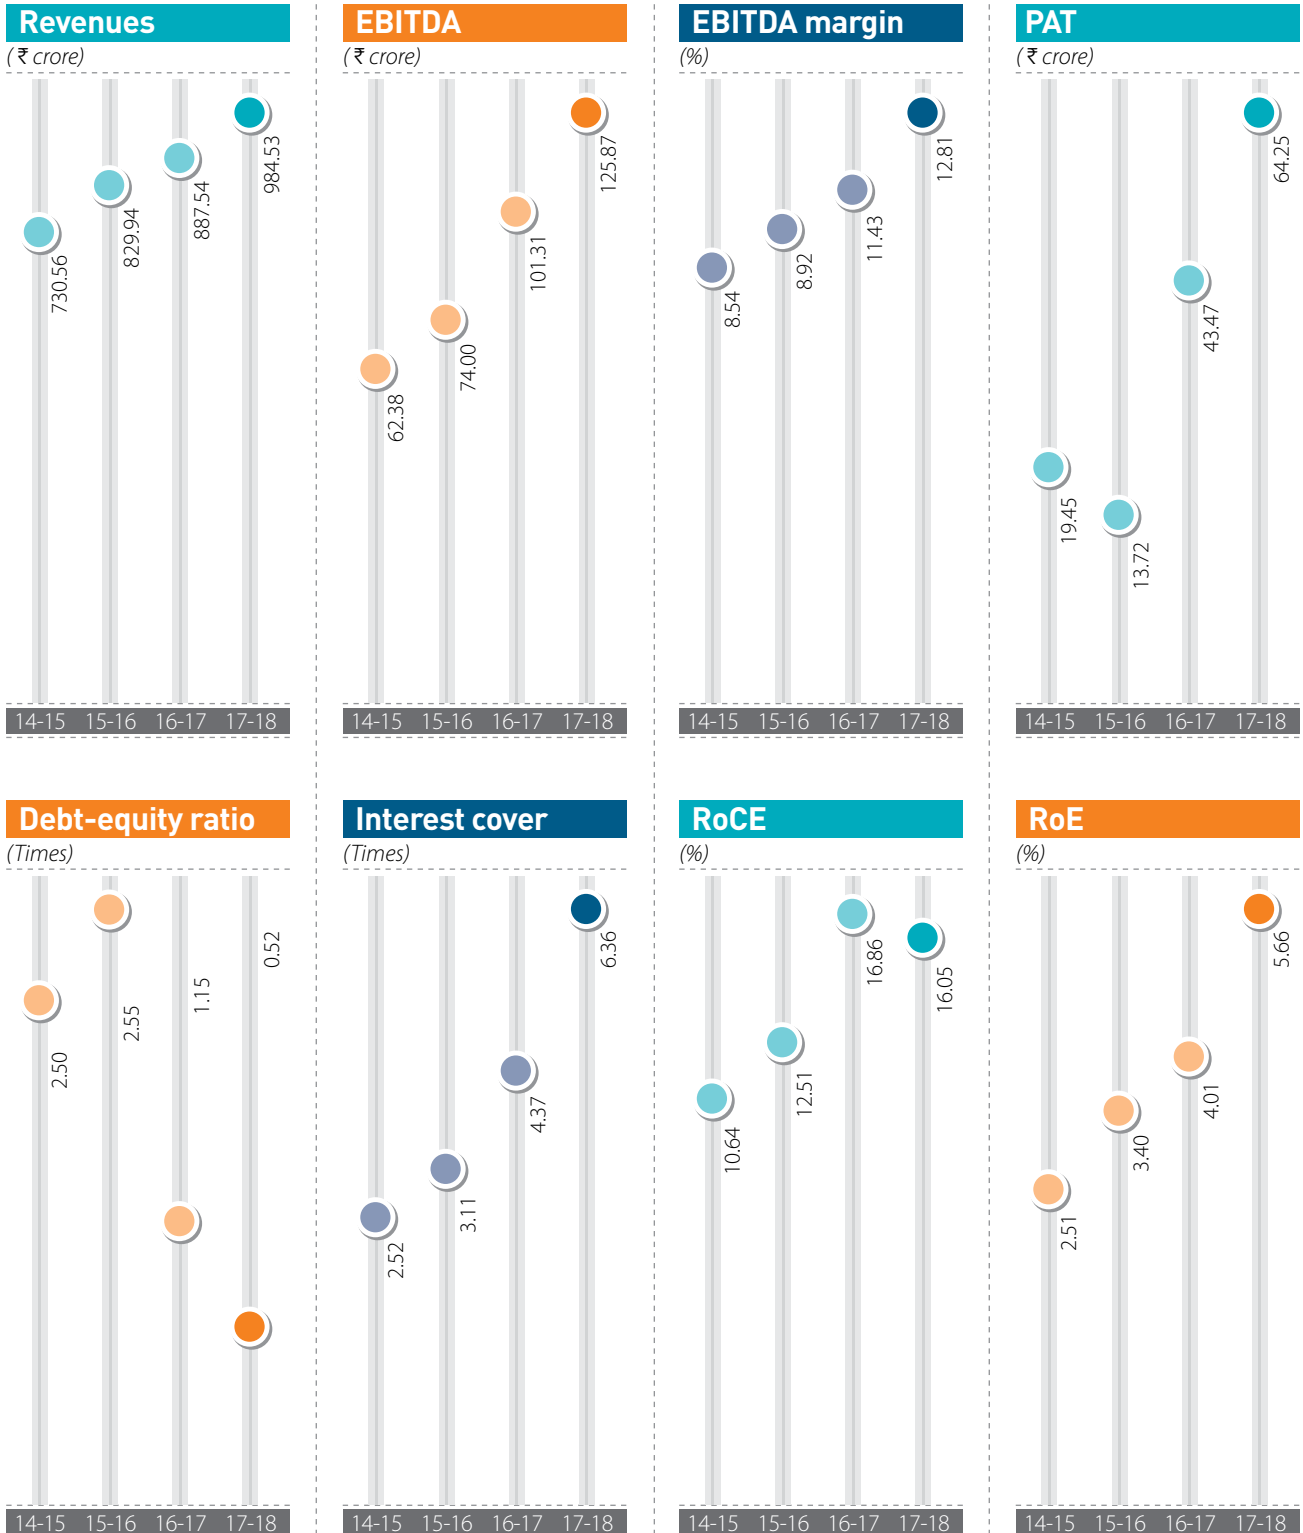 Revenues
(₹ crore)
730.56
829.94
887.54
984.53
14-15 15-16 16-17 17-18
EBITDA
(₹ crore)
62.38
74.00
101.31
125.87
14-15 15-16 16-17 17-18
EBITDA margin
(%)
8.54
8.92
11.43
12.81
14-15 15-16 16-17 17-18
PAT
(₹ crore)
19.45
13.72
43.47
64.25
14-15 15-16 16-17 17-18
Debt-equity ratio
(Times)
2.50
2.55
1.15
0.52
14-15 15-16 16-17 17-18
Interest cover
(Times)
2.52
3.11
4.37
6.36
14-15 15-16 16-17 17-18
RoCE
(%)
10.64
12.51
16.86
16.05
14-15 15-16 16-17 17-18
RoE
(%)
2.51
3.40
4.01
5.66
14-15 15-16 16-17 17-18